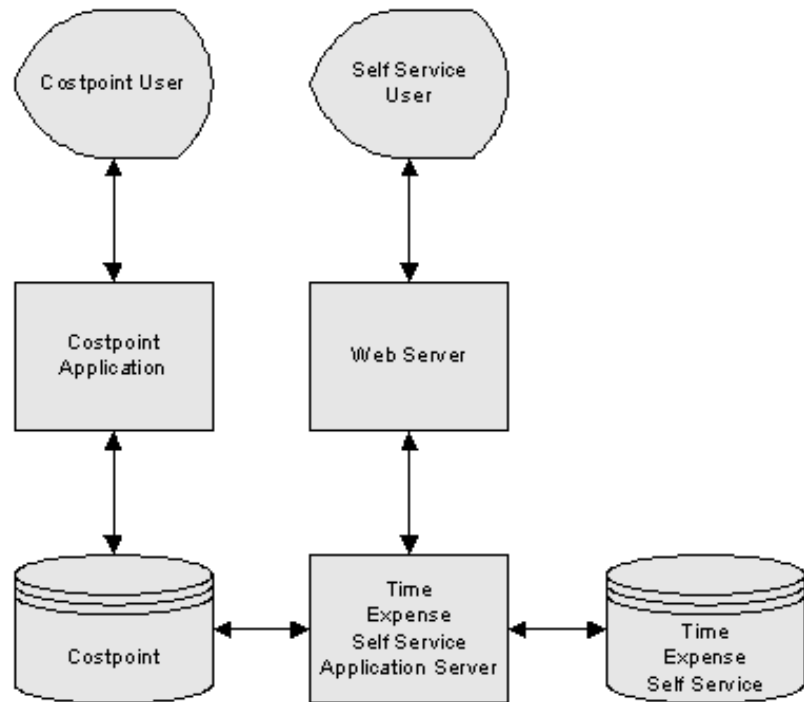 Costpoint User
Self Service
User
Costpoint
Application
Web Server
Costpoint
Time
Expense
Self Service
Application Server
Time
Expense
Self Service